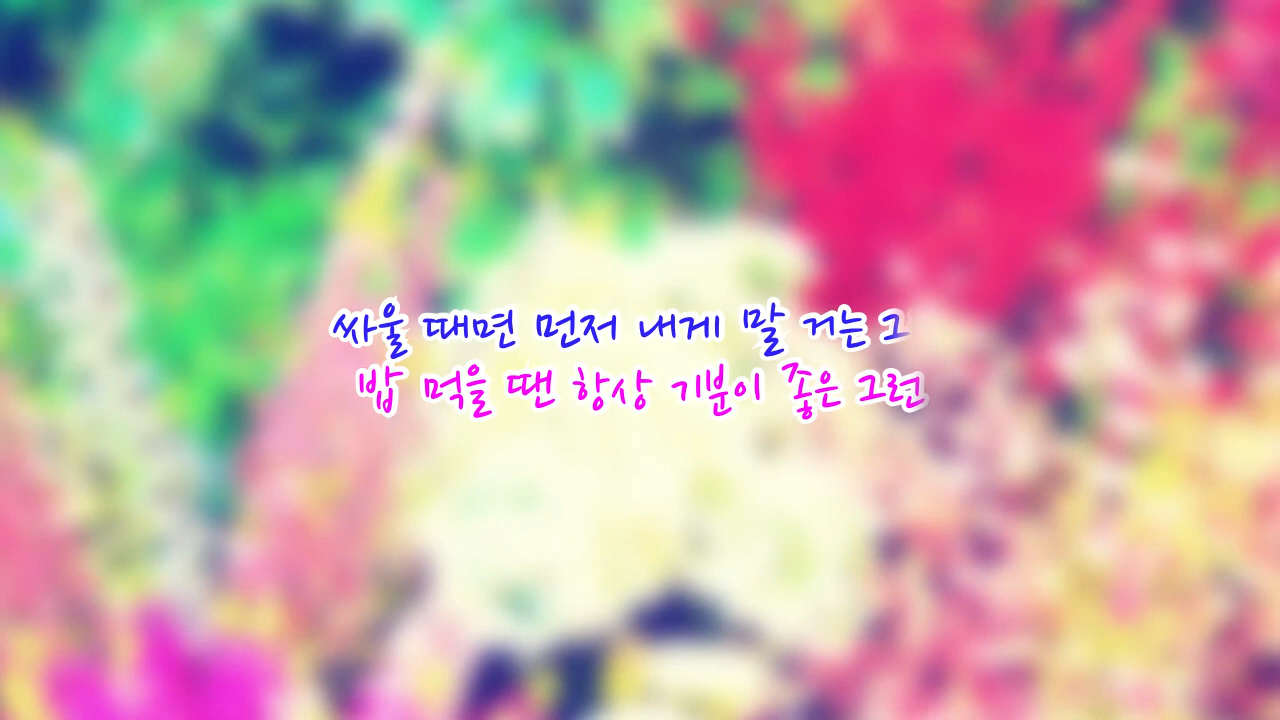 싸울 때면 먼저 내게 말 거는 그
밥 먹을 땐 항상 기분이 좋은 그런